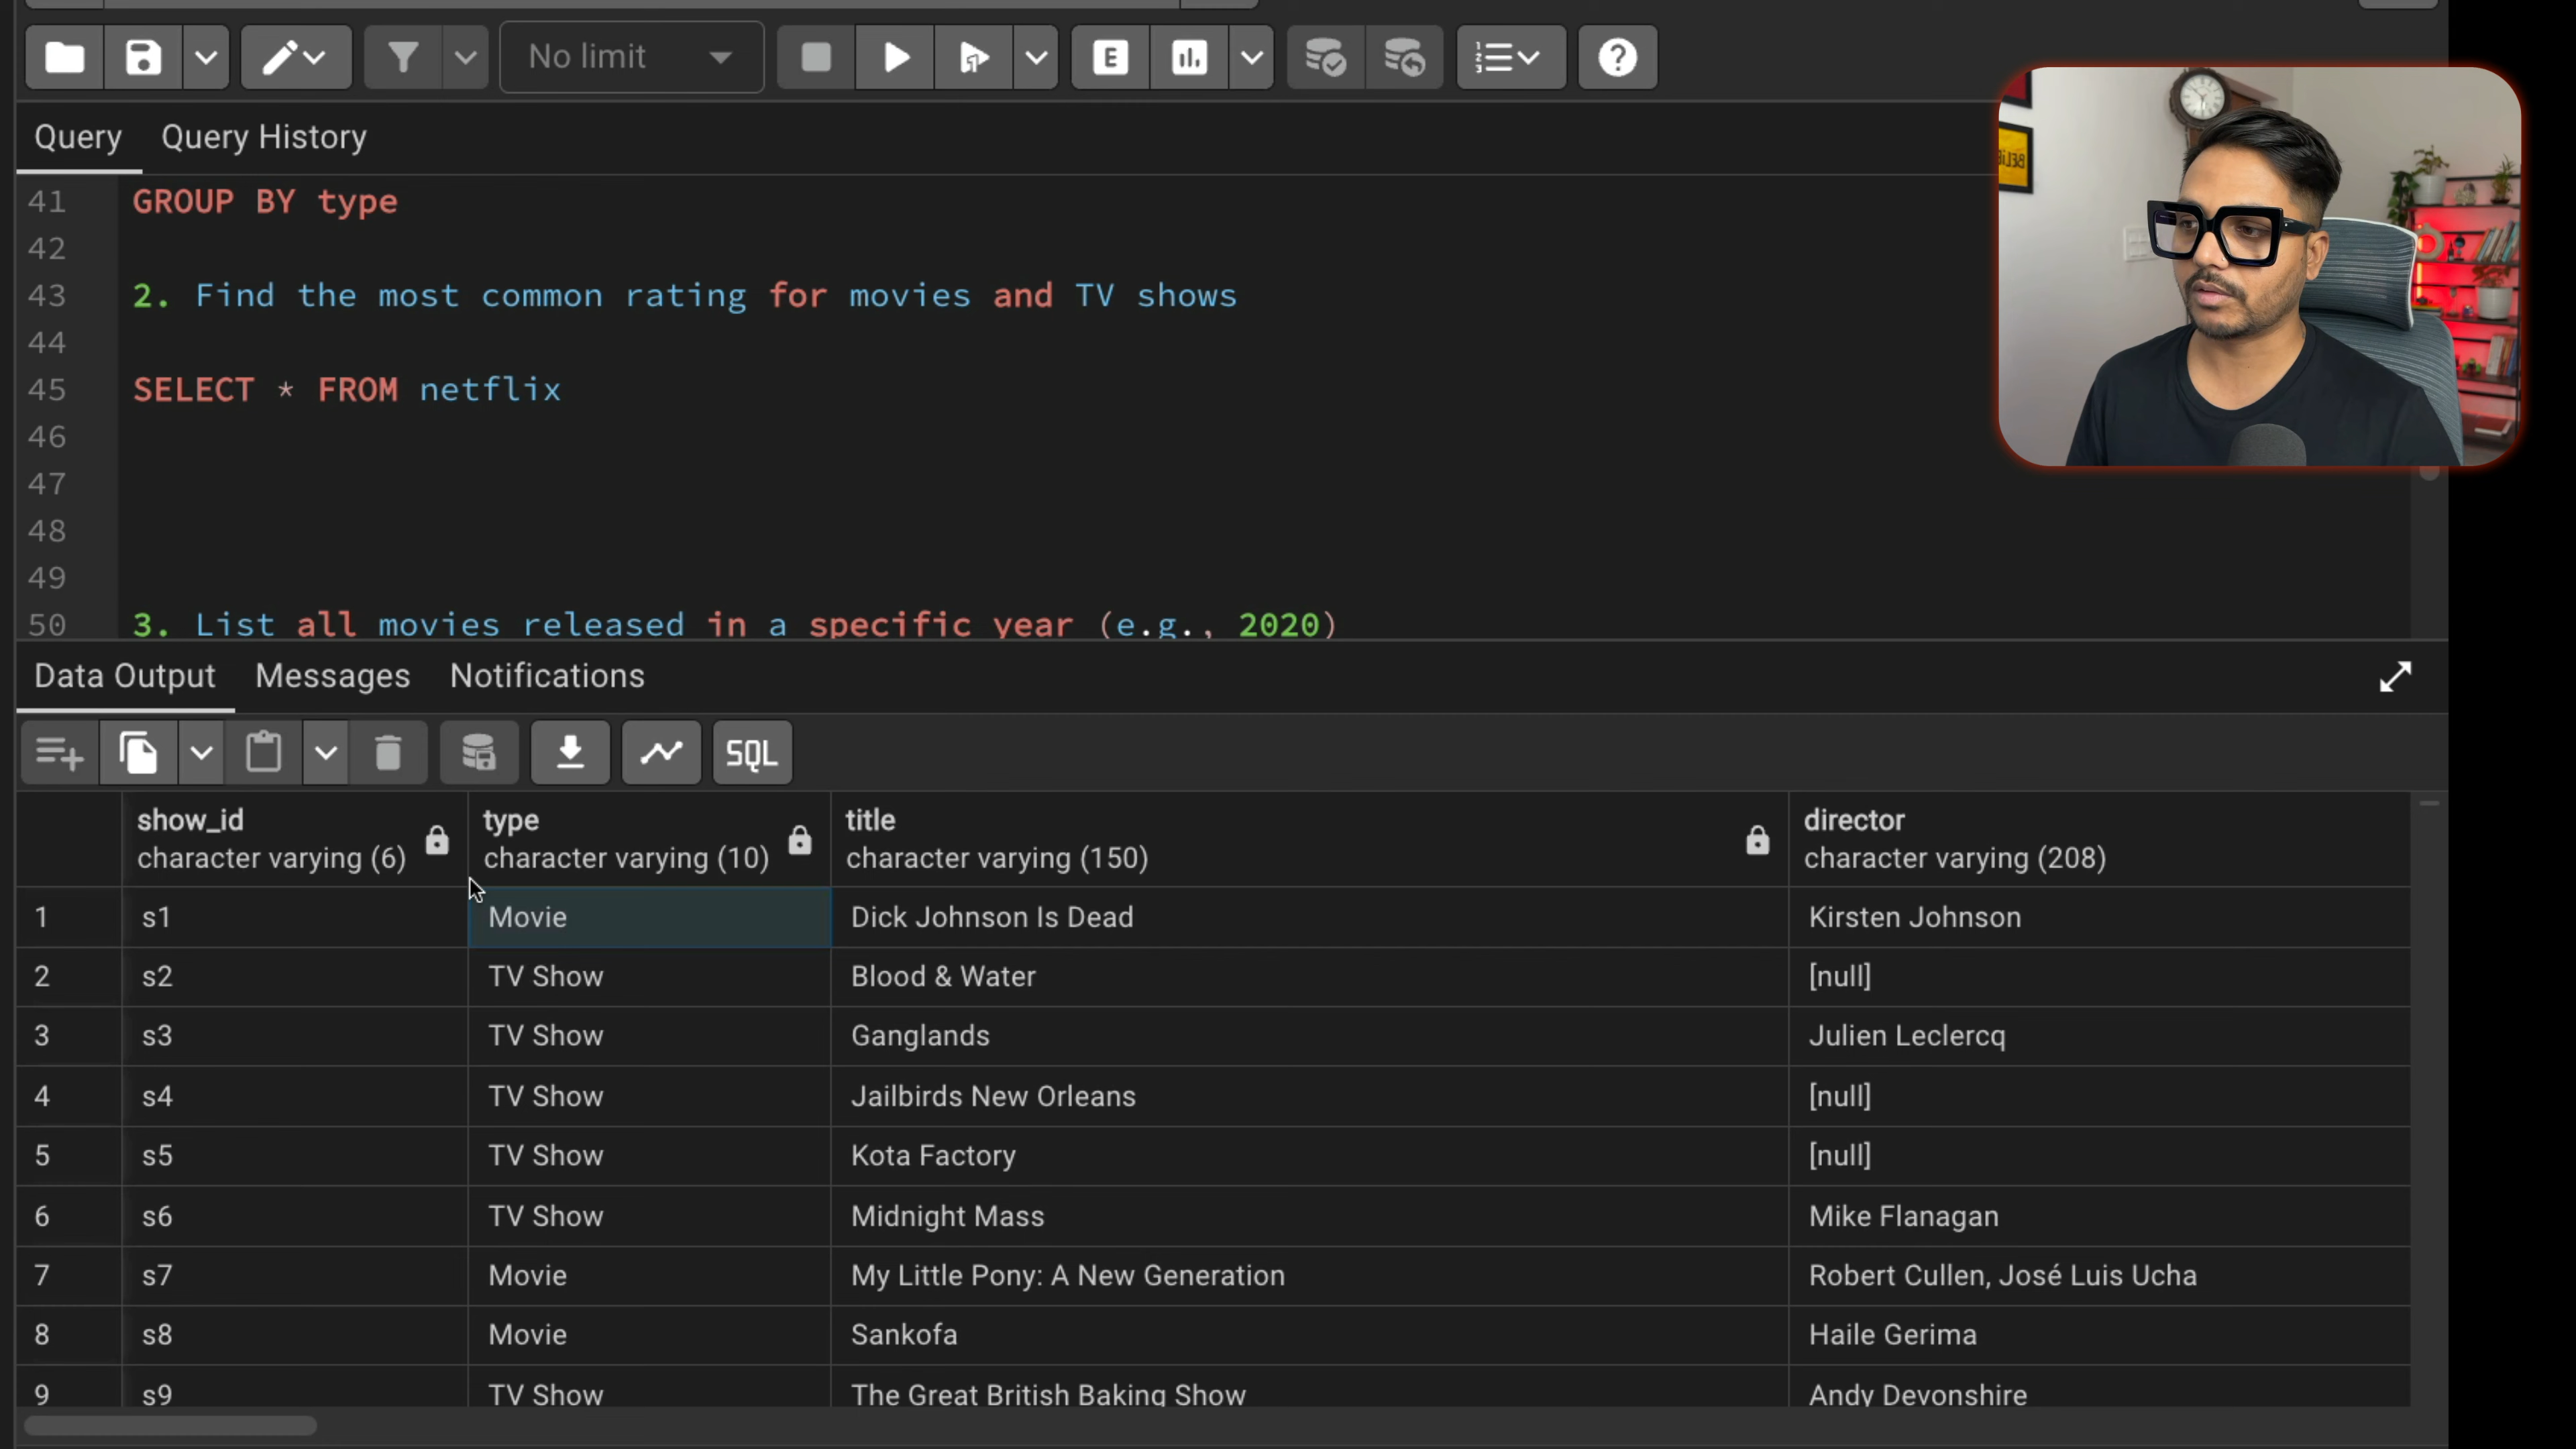 No limit
E
Query
Query History
41 GROUP BY type
42
43 2. Find the most common rating for movies and TV shows
44
45 SELECT * FROM netflix
46
47
48
49
50 3. List all movies released in a specific year (e.g., 2020)
Data Output
Messages
Notifications
SQL
show_id type title director
character varying (6) character varying (10) character varying (150) character varying (208)
1 s1 Movie Dick Johnson Is Dead Kirsten Johnson
2 s2 TV Show Blood & Water [null]
3 s3 TV Show Ganglands Julien Leclercq
4 s4 TV Show Jailbirds New Orleans [null]
5 s5 TV Show Kota Factory [null]
6 s6 TV Show Midnight Mass Mike Flanagan
7 s7 Movie My Little Pony: A New Generation Robert Cullen, José Luis Ucha
8 s8 Movie Sankofa Haile Gerima
9 s9 TV Show The Great British Baking Show Andy Devonshire